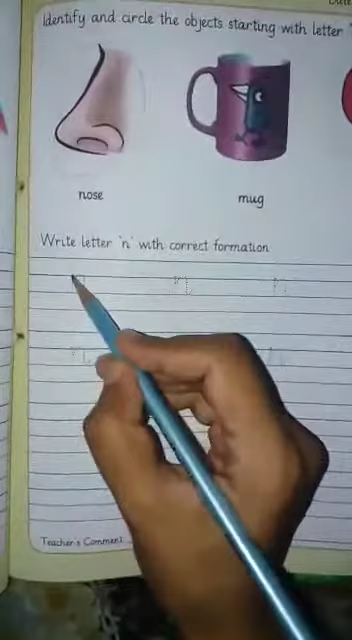 Identify and circle the objects starting with letter
nose
mug
Write letter 'n' with correct formation
n n
n
Teacher's Comment